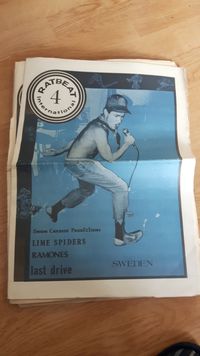 RATBEAT
4
international
LIME SPIDERS
RAMONES
last drive
SWEDEN